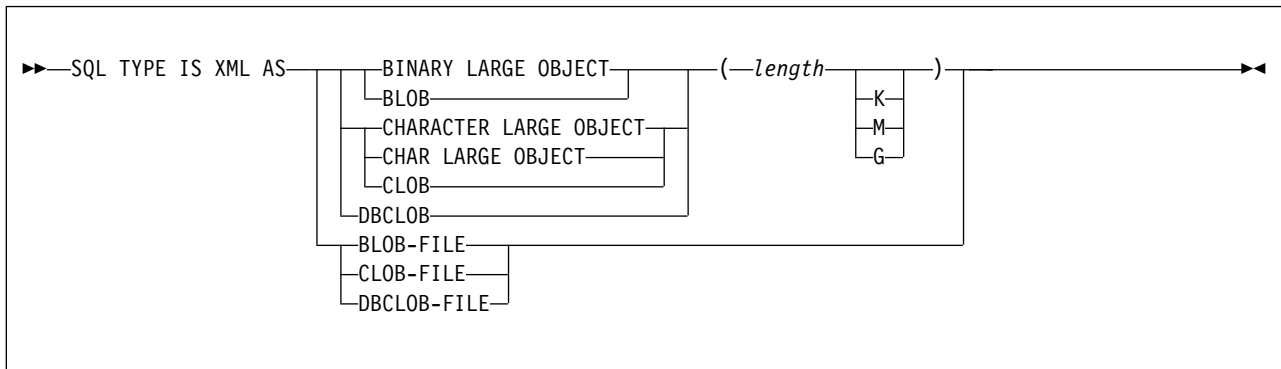 SQL TYPE IS XML AS BINARY LARGE OBJECT ( length )
BLOB K
CHARACTER LARGE OBJECT M
CHAR LARGE OBJECT G
CLOB
DBCLOB
BLOB-FILE
CLOB-FILE
DBCLOB-FILE